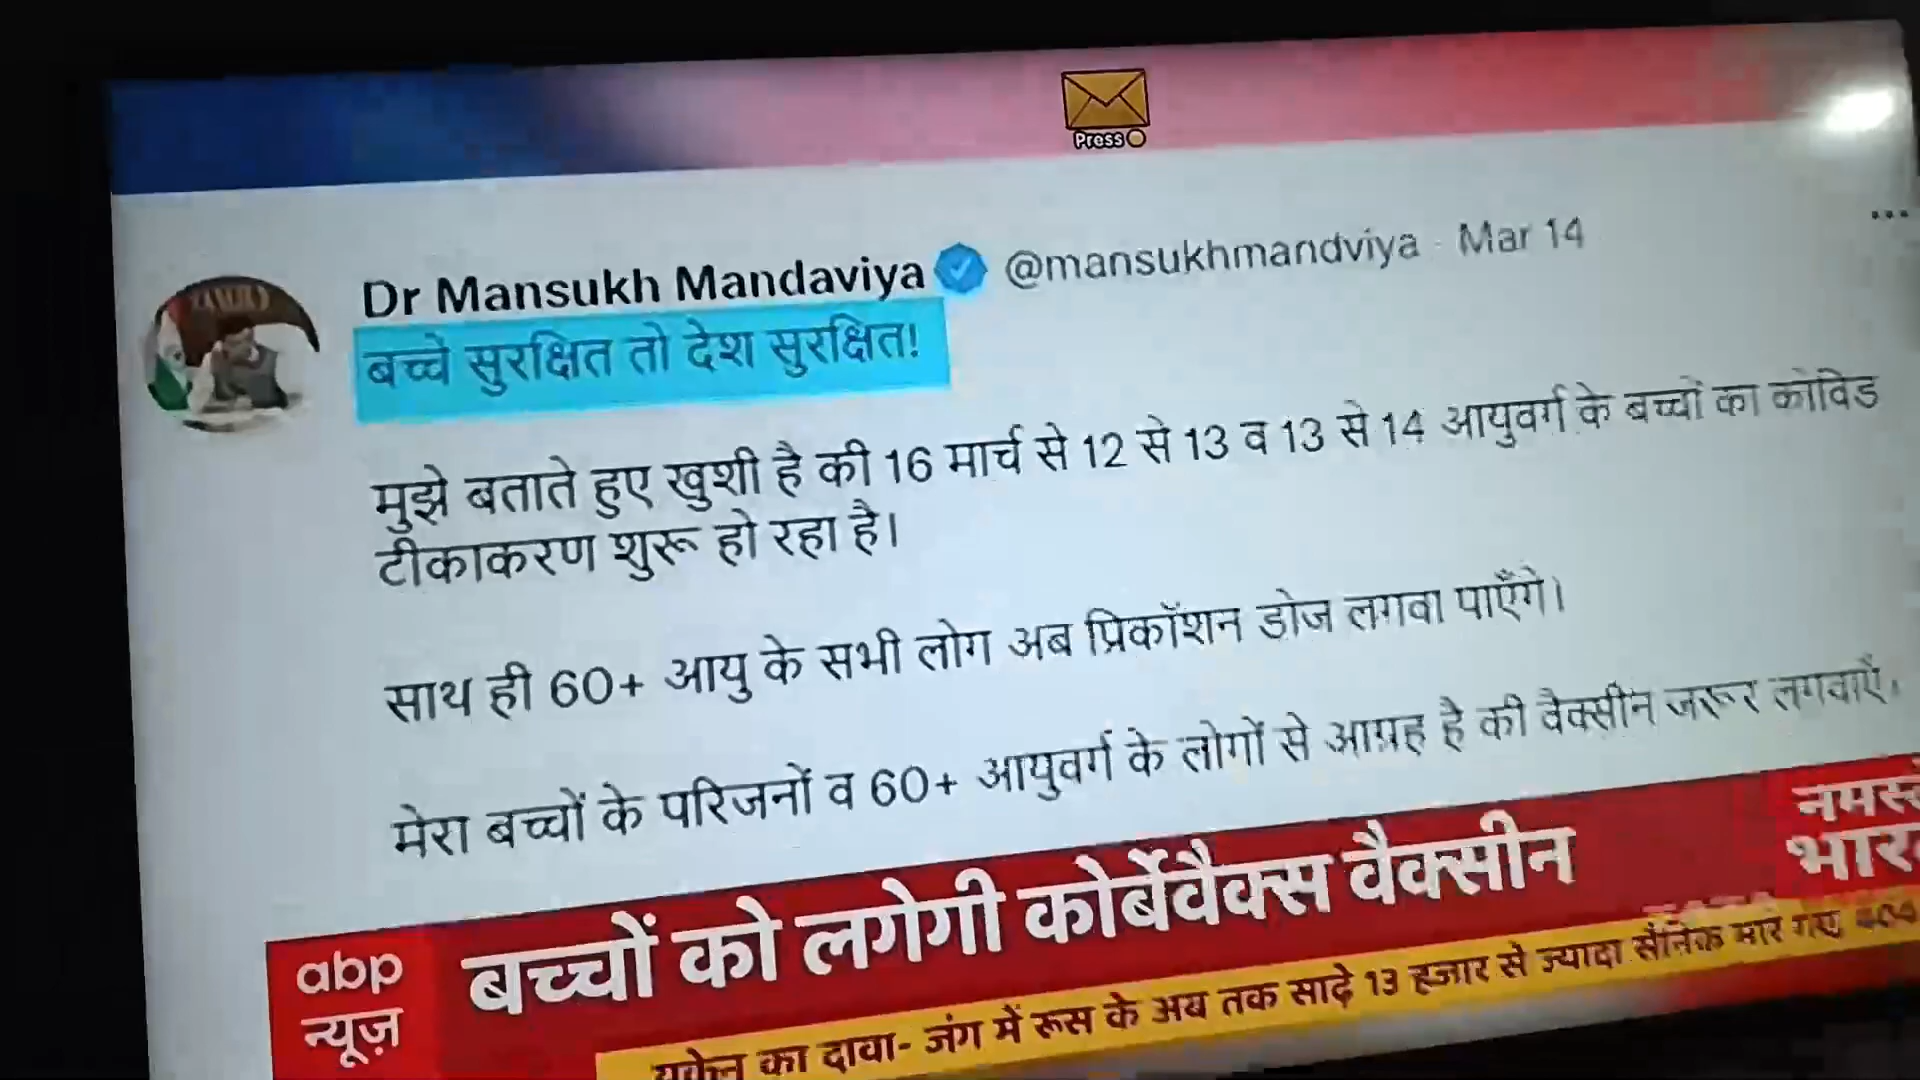 Press
Dr Mansukh Mandaviya @mansukhmandviya · Mar 14
बच्चे सुरक्षित तो देश सुरक्षित!
मुझे बताते हुए खुशी है की 16 मार्च से 12 से 13 व 13 से 14 आयुवर्ग के बच्चों का कोविड
टीकाकरण शुरू हो रहा है।
साथ ही 60+ आयु के सभी लोग अब प्रिकॉशन डोज लगवा पाएँगे।
मेरा बच्चों के परिजनों व 60+ आयुवर्ग के लोगों से आग्रह है की वैक्सीन जरूर लगवाएँ।
नमस्ते
भारत
abp
न्यूज़
बच्चों को लगेगी कोर्बेवैक्स वैक्सीन
यूक्रेन का दावा- जंग में रूस के अब तक साढ़े 13 हजार से ज्यादा सैनिक मारे गए